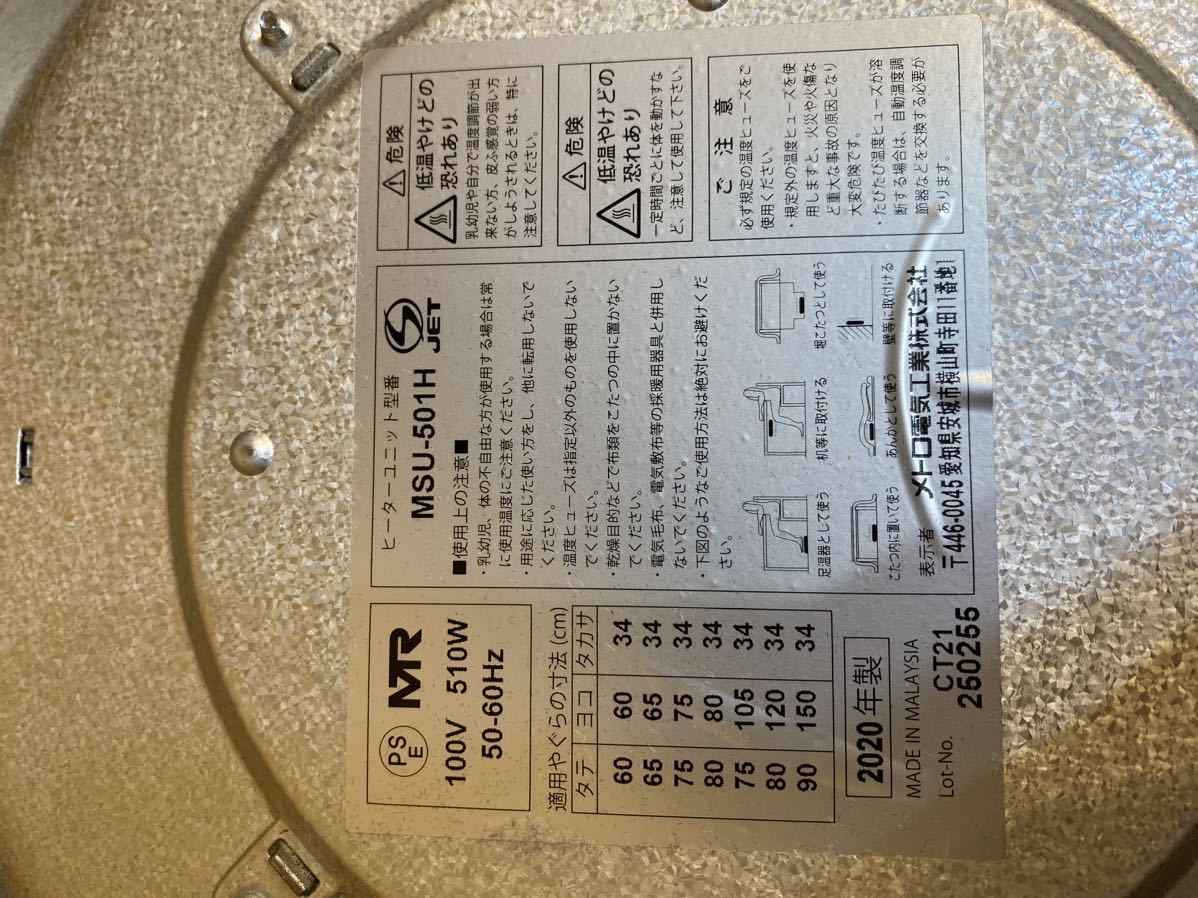 PS
E
MTR
100V 510W
50-60Hz
適用やぐらの寸法(cm)
タテ ヨコ タカサ
60 60 34
65 65 34
75 75 34
80 80 34
75 105 34
80 120 34
90 150 34
2020年製
MADE IN MALAYSIA
Lot-No. CT21
250255
ヒーターユニット型番
MSU-501H
JET
■使用上の注意■
・乳幼児、体の不自由な方が使用する場合は常
に使用温度にご注意ください。
・用途に応じた使い方をし、他に転用しないで
ください。
・温度ヒューズは指定以外のものを使用しない
でください。
・乾燥目的などで布類をこたつの中に置かない
でください。
・電気毛布、電気敷布等の採暖用器具と併用し
ないでください。
・下図のようなご使用方法は絶対にお避けくだ
さい。
足温器として使う 机等に取付ける 堀こたつとして使う
こたつ内に置いて使う あんかとして使う 壁等に取付ける
表示者 メトロ電気工業株式会社
〒446-0045愛知県安城市横山町寺田11番地1
危険
低温やけどの
恐れあり
乳幼児や自分で温度調節が出
来ない方、皮ふ感覚の弱い方
がしようされるときは、特に
注意してください。
危険
低温やけどの
恐れあり
一定時間ごとに体を動かすな
ど、注意して使用して下さい。
ご注意
必ず規定の温度ヒューズをご
使用ください。
・規定外の温度ヒューズを使
用しますと、火災や火傷な
ど重大な事故の原因となり
大変危険です。
・たびたび温度ヒューズが溶
断する場合は、自動温度調
節器などを交換する必要が
あります。